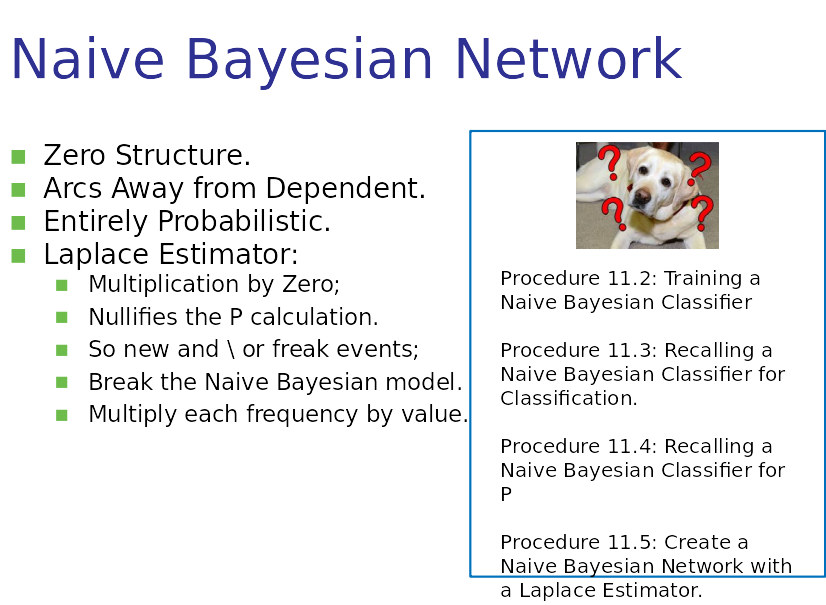 Naive Bayesian Network
Zero Structure.
Arcs Away from Dependent.
Entirely Probabilistic.
Laplace Estimator:
Multiplication by Zero;
Nullifies the P calculation.
So new and \ or freak events;
Break the Naive Bayesian model.
Multiply each frequency by value.
? ? ? ?
Procedure 11.2: Training a
Naive Bayesian Classifier
Procedure 11.3: Recalling a
Naive Bayesian Classifier for
Classification.
Procedure 11.4: Recalling a
Naive Bayesian Classifier for
P
Procedure 11.5: Create a
Naive Bayesian Network with
a Laplace Estimator.